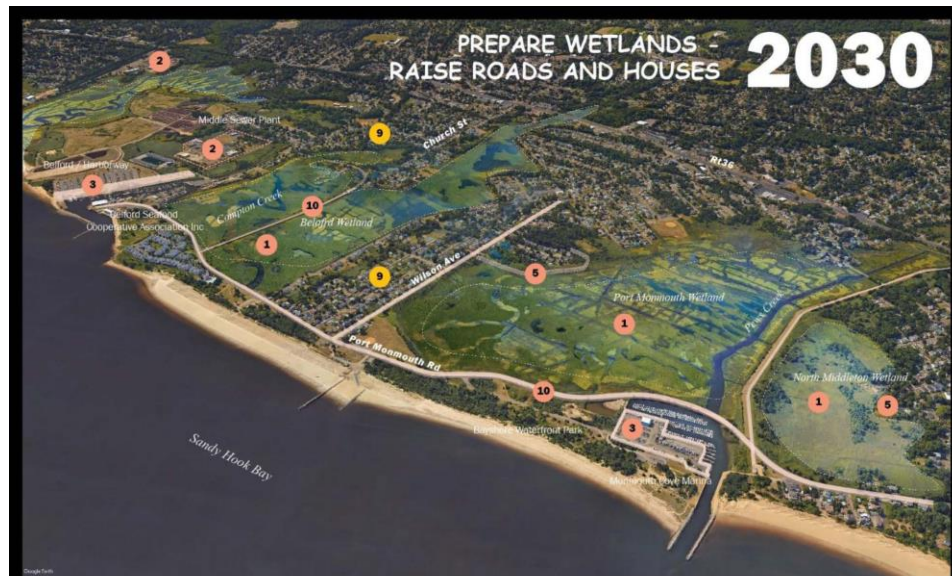 PREPARE WETLANDS -
RAISE ROADS AND HOUSES
2030
2
Middle Sewer Plant
9
Church St
2
Rt36
Belford / Harborway
3
Compton Creek
10
Belford Wetland
Belford Seafood
Cooperative Association Inc
1
9
Wilson Ave
5
Port Monmouth Wetland
1
Pews Creek
Port Monmouth Rd
10
North Middleton Wetland
1
5
Bayshore Waterfront Park
3
Sandy Hook Bay
Monmouth Cove Marina
Google Earth